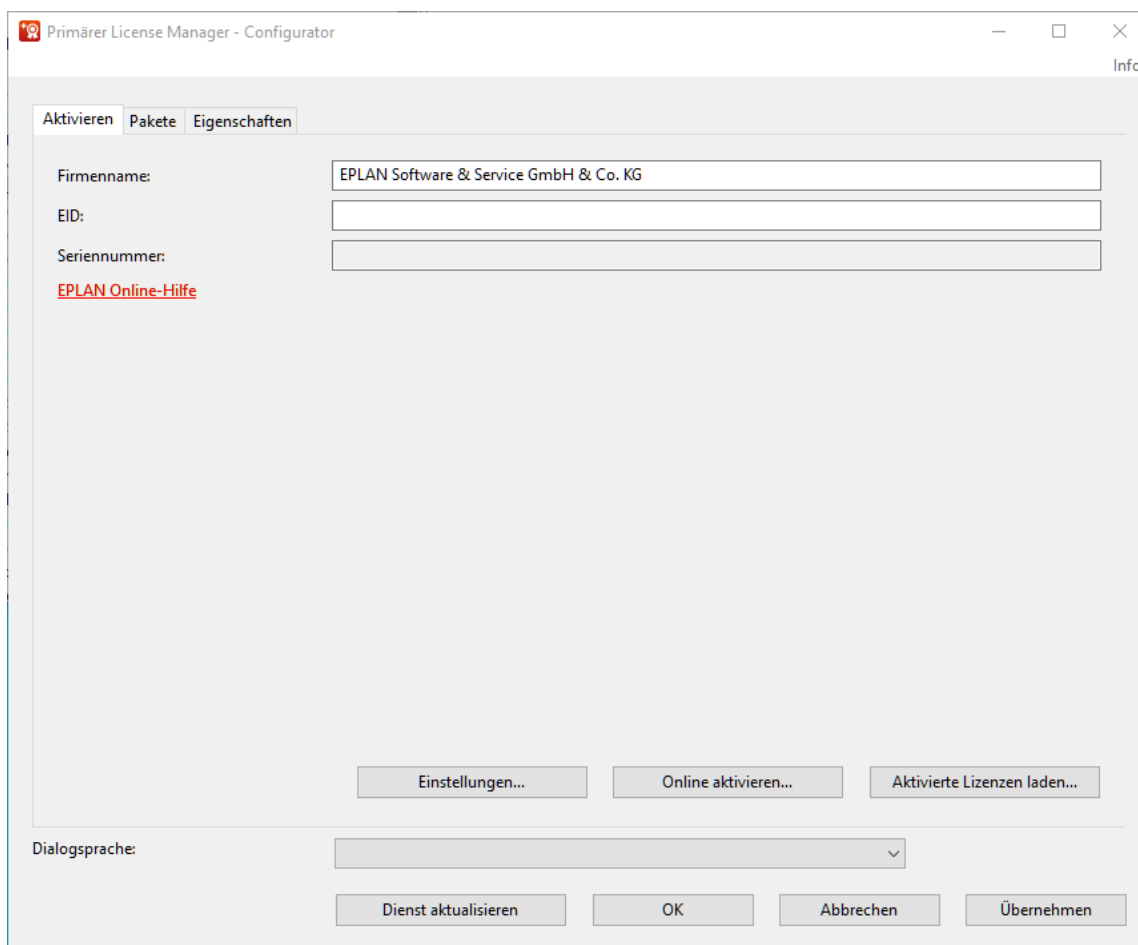 Primärer License Manager - Configurator
Info
Aktivieren Pakete Eigenschaften
Firmenname: EPLAN Software & Service GmbH & Co. KG
EID:
Seriennummer:
EPLAN Online-Hilfe
Einstellungen... Online aktivieren... Aktivierte Lizenzen laden...
Dialogsprache:
Dienst aktualisieren OK Abbrechen Übernehmen